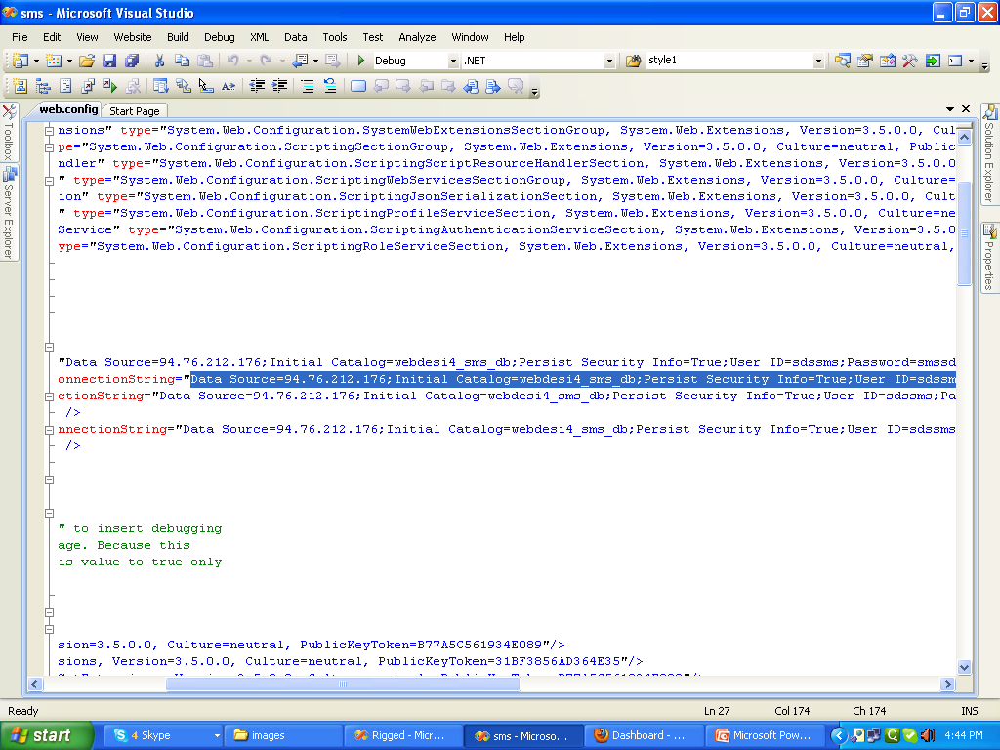 sms - Microsoft Visual Studio
File Edit View Website Build Debug XML Data Tools Test Analyze Window Help
Debug .NET style1
web.config Start Page
Toolbox
Server Explorer
Solution Explorer
Properties
nsions" type="System.Web.Configuration.SystemWebExtensionsSectionGroup, System.Web.Extensions, Version=3.5.0.0, Cul
pe="System.Web.Configuration.ScriptingSectionGroup, System.Web.Extensions, Version=3.5.0.0, Culture=neutral, Public
ndler" type="System.Web.Configuration.ScriptingScriptResourceHandlerSection, System.Web.Extensions, Version=3.5.0.0
" type="System.Web.Configuration.ScriptingWebServicesSectionGroup, System.Web.Extensions, Version=3.5.0.0, Culture=
ion" type="System.Web.Configuration.ScriptingJsonSerializationSection, System.Web.Extensions, Version=3.5.0.0, Cult
" type="System.Web.Configuration.ScriptingProfileServiceSection, System.Web.Extensions, Version=3.5.0.0, Culture=ne
Service" type="System.Web.Configuration.ScriptingAuthenticationServiceSection, System.Web.Extensions, Version=3.5.0
ype="System.Web.Configuration.ScriptingRoleServiceSection, System.Web.Extensions, Version=3.5.0.0, Culture=neutral,
"Data Source=94.76.212.176;Initial Catalog=webdesi4_sms_db;Persist Security Info=True;User ID=sdssms;Password=smssd
onnectionString="Data Source=94.76.212.176;Initial Catalog=webdesi4_sms_db;Persist Security Info=True;User ID=sdssm
ctionString="Data Source=94.76.212.176;Initial Catalog=webdesi4_sms_db;Persist Security Info=True;User ID=sdssms;Pa
/>
nnectionString="Data Source=94.76.212.176;Initial Catalog=webdesi4_sms_db;Persist Security Info=True;User ID=sdssms
/>
" to insert debugging
age. Because this
is value to true only
sion=3.5.0.0, Culture=neutral, PublicKeyToken=B77A5C561934E089"/>
sions, Version=3.5.0.0, Culture=neutral, PublicKeyToken=31BF3856AD364E35"/>
Ready Ln 27 Col 174 Ch 174 INS
start 4 Skype images Rigged - Micr... sms - Microso... Dashboard - ... Microsoft Pow... 4:44 PM